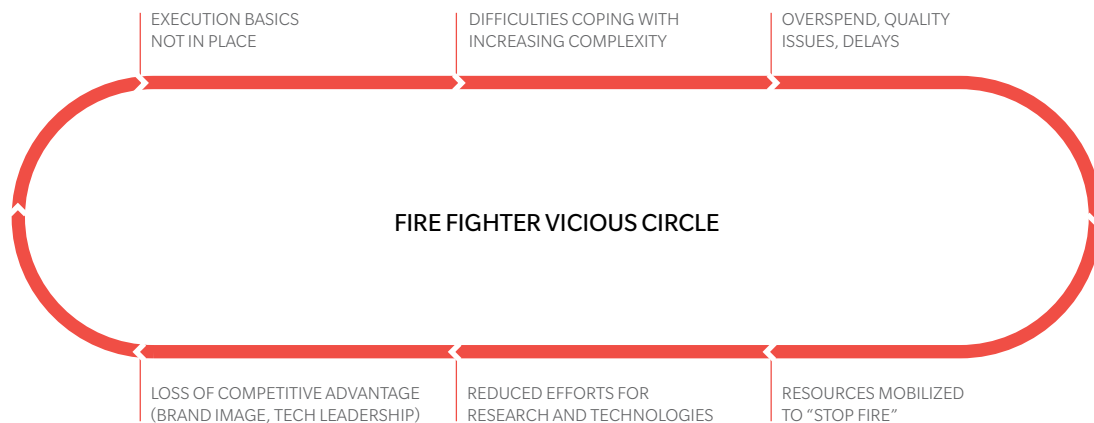 EXECUTION BASICS
NOT IN PLACE
DIFFICULTIES COPING WITH
INCREASING COMPLEXITY
OVERSPEND, QUALITY
ISSUES, DELAYS
FIRE FIGHTER VICIOUS CIRCLE
LOSS OF COMPETITIVE ADVANTAGE
(BRAND IMAGE, TECH LEADERSHIP)
REDUCED EFFORTS FOR
RESEARCH AND TECHNOLOGIES
RESOURCES MOBILIZED
TO “STOP FIRE”